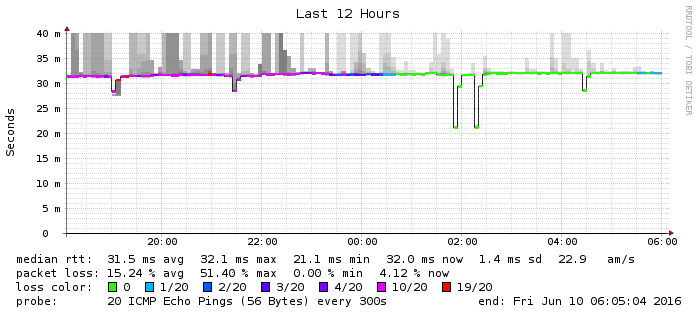 Last 12 Hours
RRDTOOL / TOBI OETIKER
Seconds
40 m
35 m
30 m
25 m
20 m
15 m
10 m
5 m
0
20:00 22:00 00:00 02:00 04:00 06:00
median rtt: 31.5 ms avg 32.1 ms max 21.1 ms min 32.0 ms now 1.4 ms sd 22.9 am/s
packet loss: 15.24 % avg 51.40 % max 0.00 % min 4.12 % now
loss color: 0 1/20 2/20 3/20 4/20 10/20 19/20
probe: 20 ICMP Echo Pings (56 Bytes) every 300s end: Fri Jun 10 06:05:04 2016